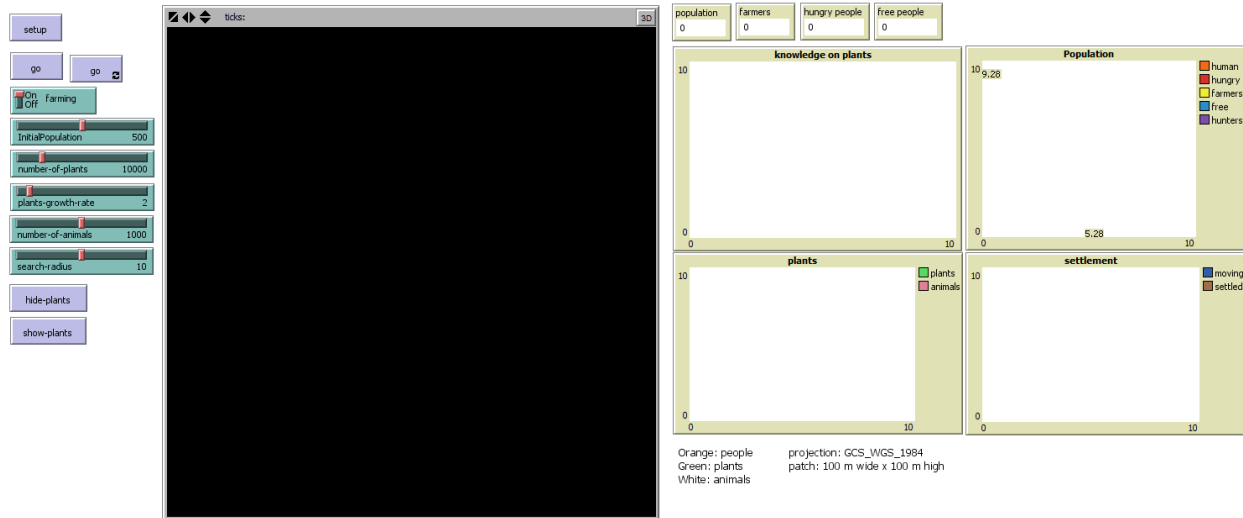 setup
go
go
On
Off
farming
InitialPopulation 500
number-of-plants 10000
plants-growth-rate 2
number-of-animals 1000
search-radius 10
hide-plants
show-plants
ticks:
3D
population
0
farmers
0
hungry people
0
free people
0
knowledge on plants
10
0
0 10
Population
10
9.28
5.28
0
0 10
human
hungry
farmers
free
hunters
plants
10
0
0 10
plants
animals
settlement
10
0
0 10
moving
settled
Orange: people
Green: plants
White: animals
projection: GCS_WGS_1984
patch: 100 m wide x 100 m high